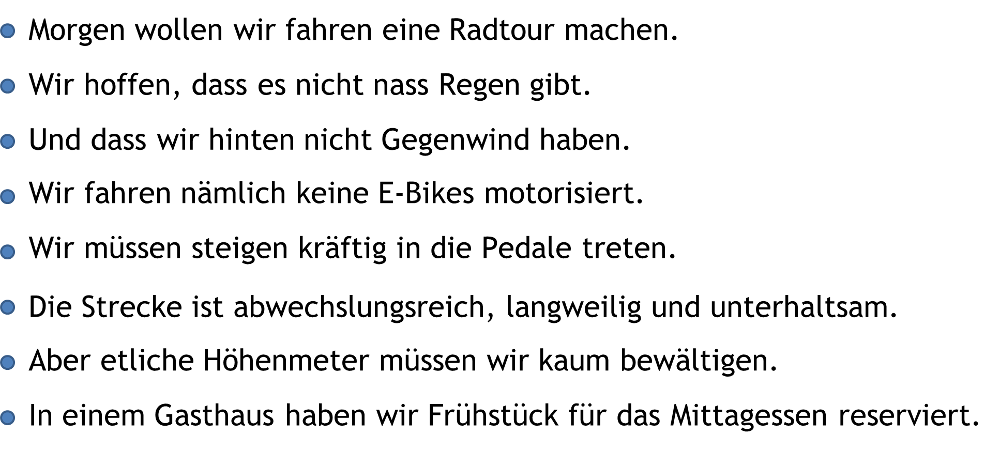 Morgen wollen wir fahren eine Radtour machen.
Wir hoffen, dass es nicht nass Regen gibt.
Und dass wir hinten nicht Gegenwind haben.
Wir fahren nämlich keine E-Bikes motorisiert.
Wir müssen steigen kräftig in die Pedale treten.
Die Strecke ist abwechslungsreich, langweilig und unterhaltsam.
Aber etliche Höhenmeter müssen wir kaum bewältigen.
In einem Gasthaus haben wir Frühstück für das Mittagessen reserviert.